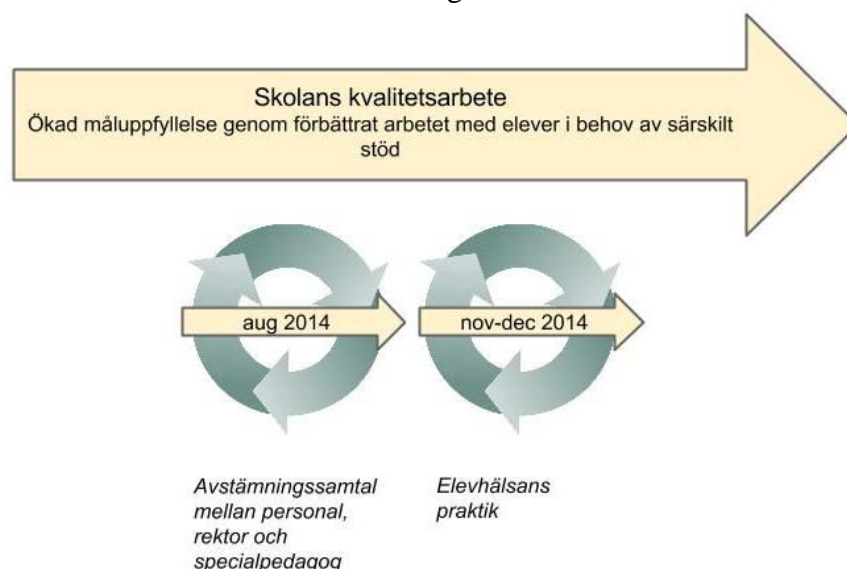 Skolans kvalitetsarbete
Ökad måluppfyllelse genom förbättrat arbetet med elever i behov av särskilt
stöd
aug 2014
nov-dec 2014
Avstämningssamtal
mellan personal,
rektor och
specialpedagog
Elevhälsans
praktik